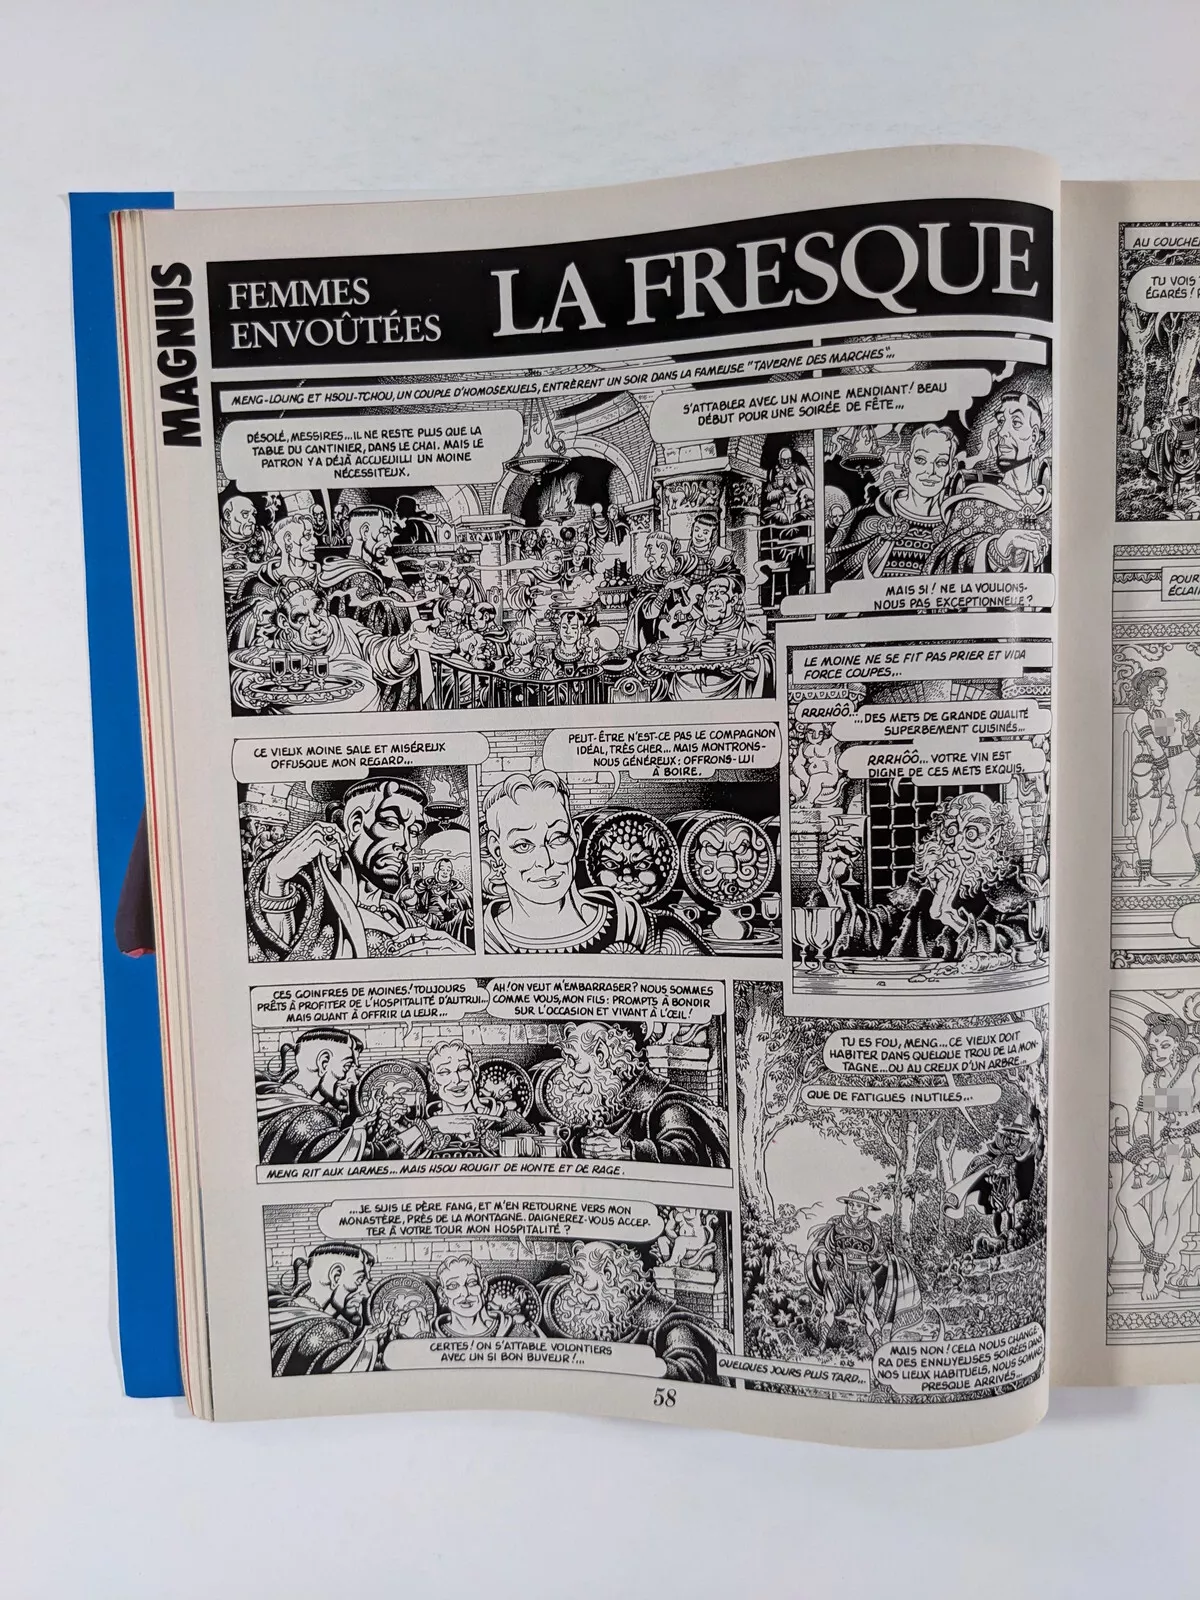 MAGNUS
FEMMES
ENVOÛTÉES
LA FRESQUE
MENG-LOUNG ET HSOU-TCHOU, UN COUPLE D'HOMOSEXUELS, ENTRÈRENT UN SOIR DANS LA FAMEUSE "TAVERNE DES MARCHES"...
DÉSOLÉ, MESSIRES... IL NE RESTE PLUS QUE LA
TABLE DU CANTINIER, DANS LE CHAI. MAIS LE
PATRON Y A DÉJÀ ACCUEUILLI UN MOINE
NÉCESSITEUX.
S'ATTABLER AVEC UN MOINE MENDIANT! BEAU
DÉBUT POUR UNE SOIRÉE DE FÊTE...
MAIS SI! NE LA VOULIONS-
NOUS PAS EXCEPTIONNELLE?
CE VIEUX MOINE SALE ET MISÉREUX
OFFUSQUE MON REGARD...
PEUT-ÊTRE N'EST-CE PAS LE COMPAGNON
IDÉAL, TRÈS CHER... MAIS MONTRONS-
NOUS GÉNÉREUX: OFFRONS-LUI
À BOIRE.
LE MOINE NE SE FIT PAS PRIER ET VIDA
FORCE COUPES...
RRRHÔÔ...
...DES METS DE GRANDE QUALITÉ
SUPERBEMENT CUISINÉS...
RRRHÔÔ... VOTRE VIN EST
DIGNE DE CES METS EXQUIS.
CES GOINFRES DE MOINES! TOUJOURS
PRÊTS À PROFITER DE L'HOSPITALITÉ D'AUTRUI...
MAIS QUANT À OFFRIR LA LEUR...
AH! ON VEUT M'EMBARRASER? NOUS SOMMES
COMME VOUS, MON FILS: PROMPTS À BONDIR
SUR L'OCCASION ET VIVANT À L'ŒIL!
MENG RIT AUX LARMES... MAIS HSOU ROUGIT DE HONTE ET DE RAGE.
...JE SUIS LE PÈRE FANG, ET M'EN RETOURNE VERS MON
MONASTÈRE, PRÈS DE LA MONTAGNE. DAIGNEREZ-VOUS ACCEP-
TER À VOTRE TOUR MON HOSPITALITÉ?
CERTES! ON S'ATTABLE VOLONTIERS
AVEC UN SI BON BUVEUR!...
TU ES FOU, MENG... CE VIEUX DOIT
HABITER DANS QUELQUE TROU DE LA MON-
TAGNE... OU AU CREUX D'UN ARBRE...
QUE DE FATIGUES INUTILES...
QUELQUES JOURS PLUS TARD...
MAIS NON! CELA NOUS CHANGE-
RA DES ENNUYEUSES SOIRÉES DANS
NOS LIEUX HABITUELS, NOUS SOMMES
PRESQUE ARRIVÉS...
58
AU COUCHE
TU VOIS
ÉGARÉS!
POUR
ÉCLAI